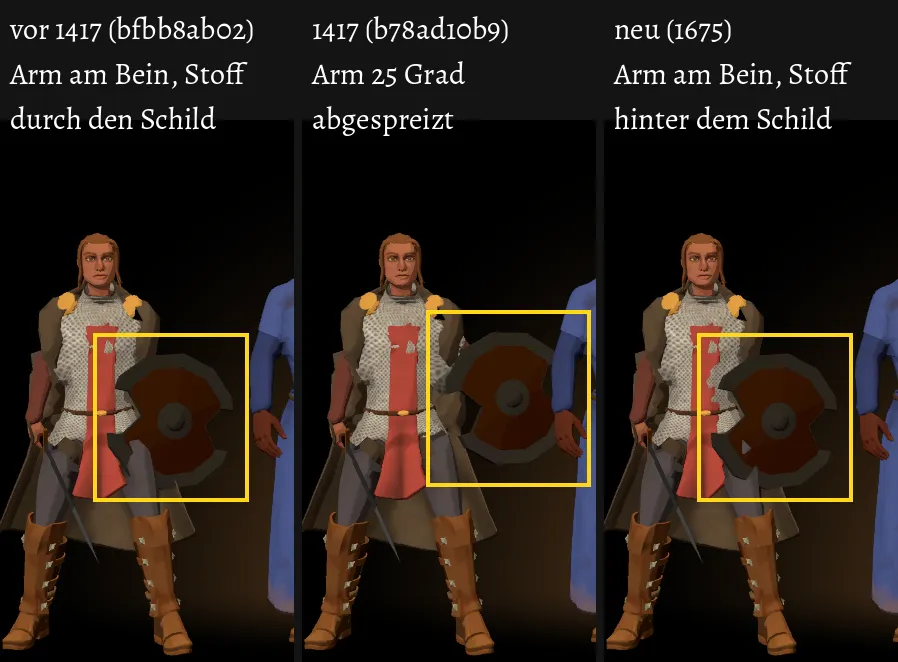 vor 1417 (bfbb8ab02)
Arm am Bein, Stoff
durch den Schild
1417 (b78ad10b9)
Arm 25 Grad
abgespreizt
neu (1675)
Arm am Bein, Stoff
hinter dem Schild